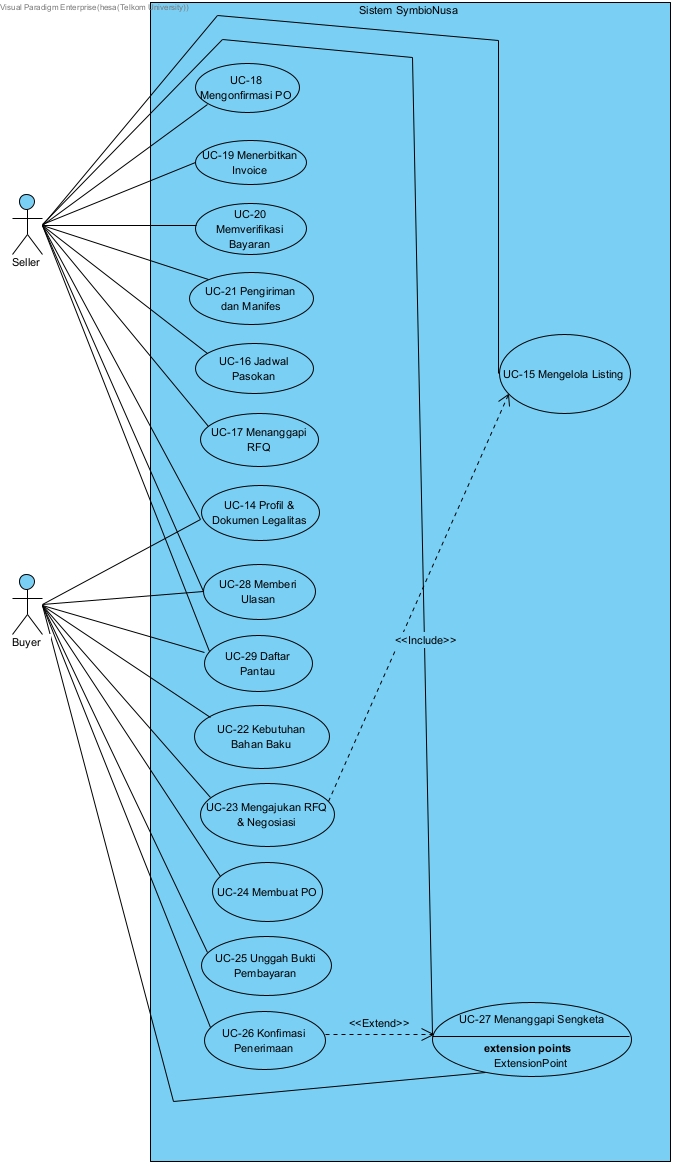 Visual Paradigm Enterprise(hesa(Telkom University))
Sistem SymbioNusa
UC-18
Mengonfirmasi PO
UC-19 Menerbitkan
Invoice
UC-20
Memverifikasi
Bayaran
Seller
UC-21 Pengiriman
dan Manifes
UC-16 Jadwal
Pasokan
UC-15 Mengelola Listing
UC-17 Menanggapi
RFQ
UC-14 Profil &
Dokumen Legalitas
UC-28 Memberi
Ulasan
Buyer
<<Include>>
UC-29 Daftar
Pantau
UC-22 Kebutuhan
Bahan Baku
UC-23 Mengajukan RFQ
& Negosiasi
UC-24 Membuat PO
UC-25 Unggah Bukti
Pembayaran
UC-26 Konfimasi
Penerimaan
<<Extend>>
UC-27 Menanggapi Sengketa
extension points
ExtensionPoint